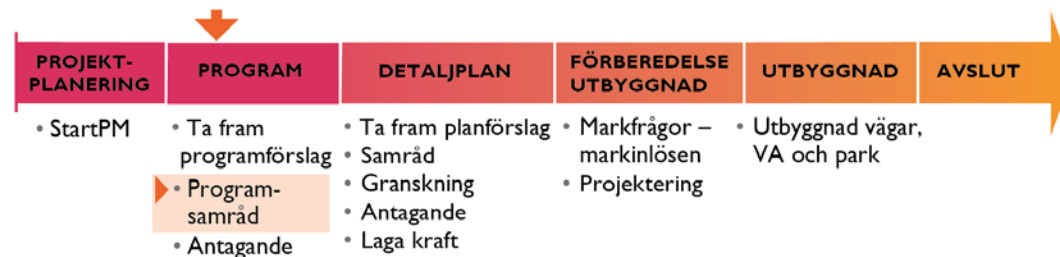 PROJEKT-
PLANERING
PROGRAM
DETALJPLAN
FÖRBEREDELSE
UTBYGGNAD
UTBYGGNAD
AVSLUT
• StartPM
• Ta fram
programförslag
• Program-
samråd
• Antagande
• Ta fram planförslag
• Samråd
• Granskning
• Antagande
• Laga kraft
• Markfrågor –
markinlösen
• Projektering
• Utbyggnad vägar,
VA och park